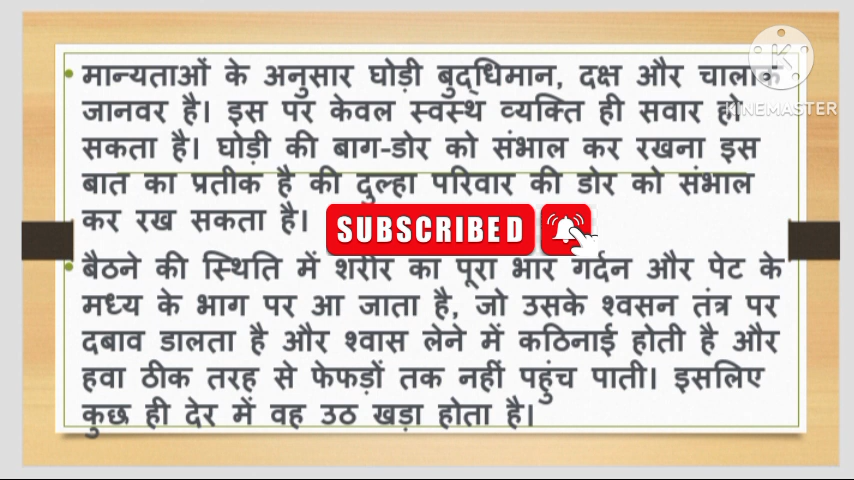 मान्यताओं के अनुसार घोड़ी बुद्धिमान, दक्ष और चालाक
जानवर है। इस पर केवल स्वस्थ व्यक्ति ही सवार हो
KINEMASTER
सकता है। घोड़ी की बाग-डोर को संभाल कर रखना इस
बात का प्रतीक है की दुल्हा परिवार की डोर को संभाल
कर रख सकता है।
SUBSCRIBED
बैठने की स्थिति में शरीर का पूरा भार गर्दन और पेट के
मध्य के भाग पर आ जाता है, जो उसके श्वसन तंत्र पर
दबाव डालता है और श्वास लेने में कठिनाई होती है और
हवा ठीक तरह से फेफड़ों तक नहीं पहुंच पाती। इसलिए
कुछ ही देर में वह उठ खड़ा होता है।